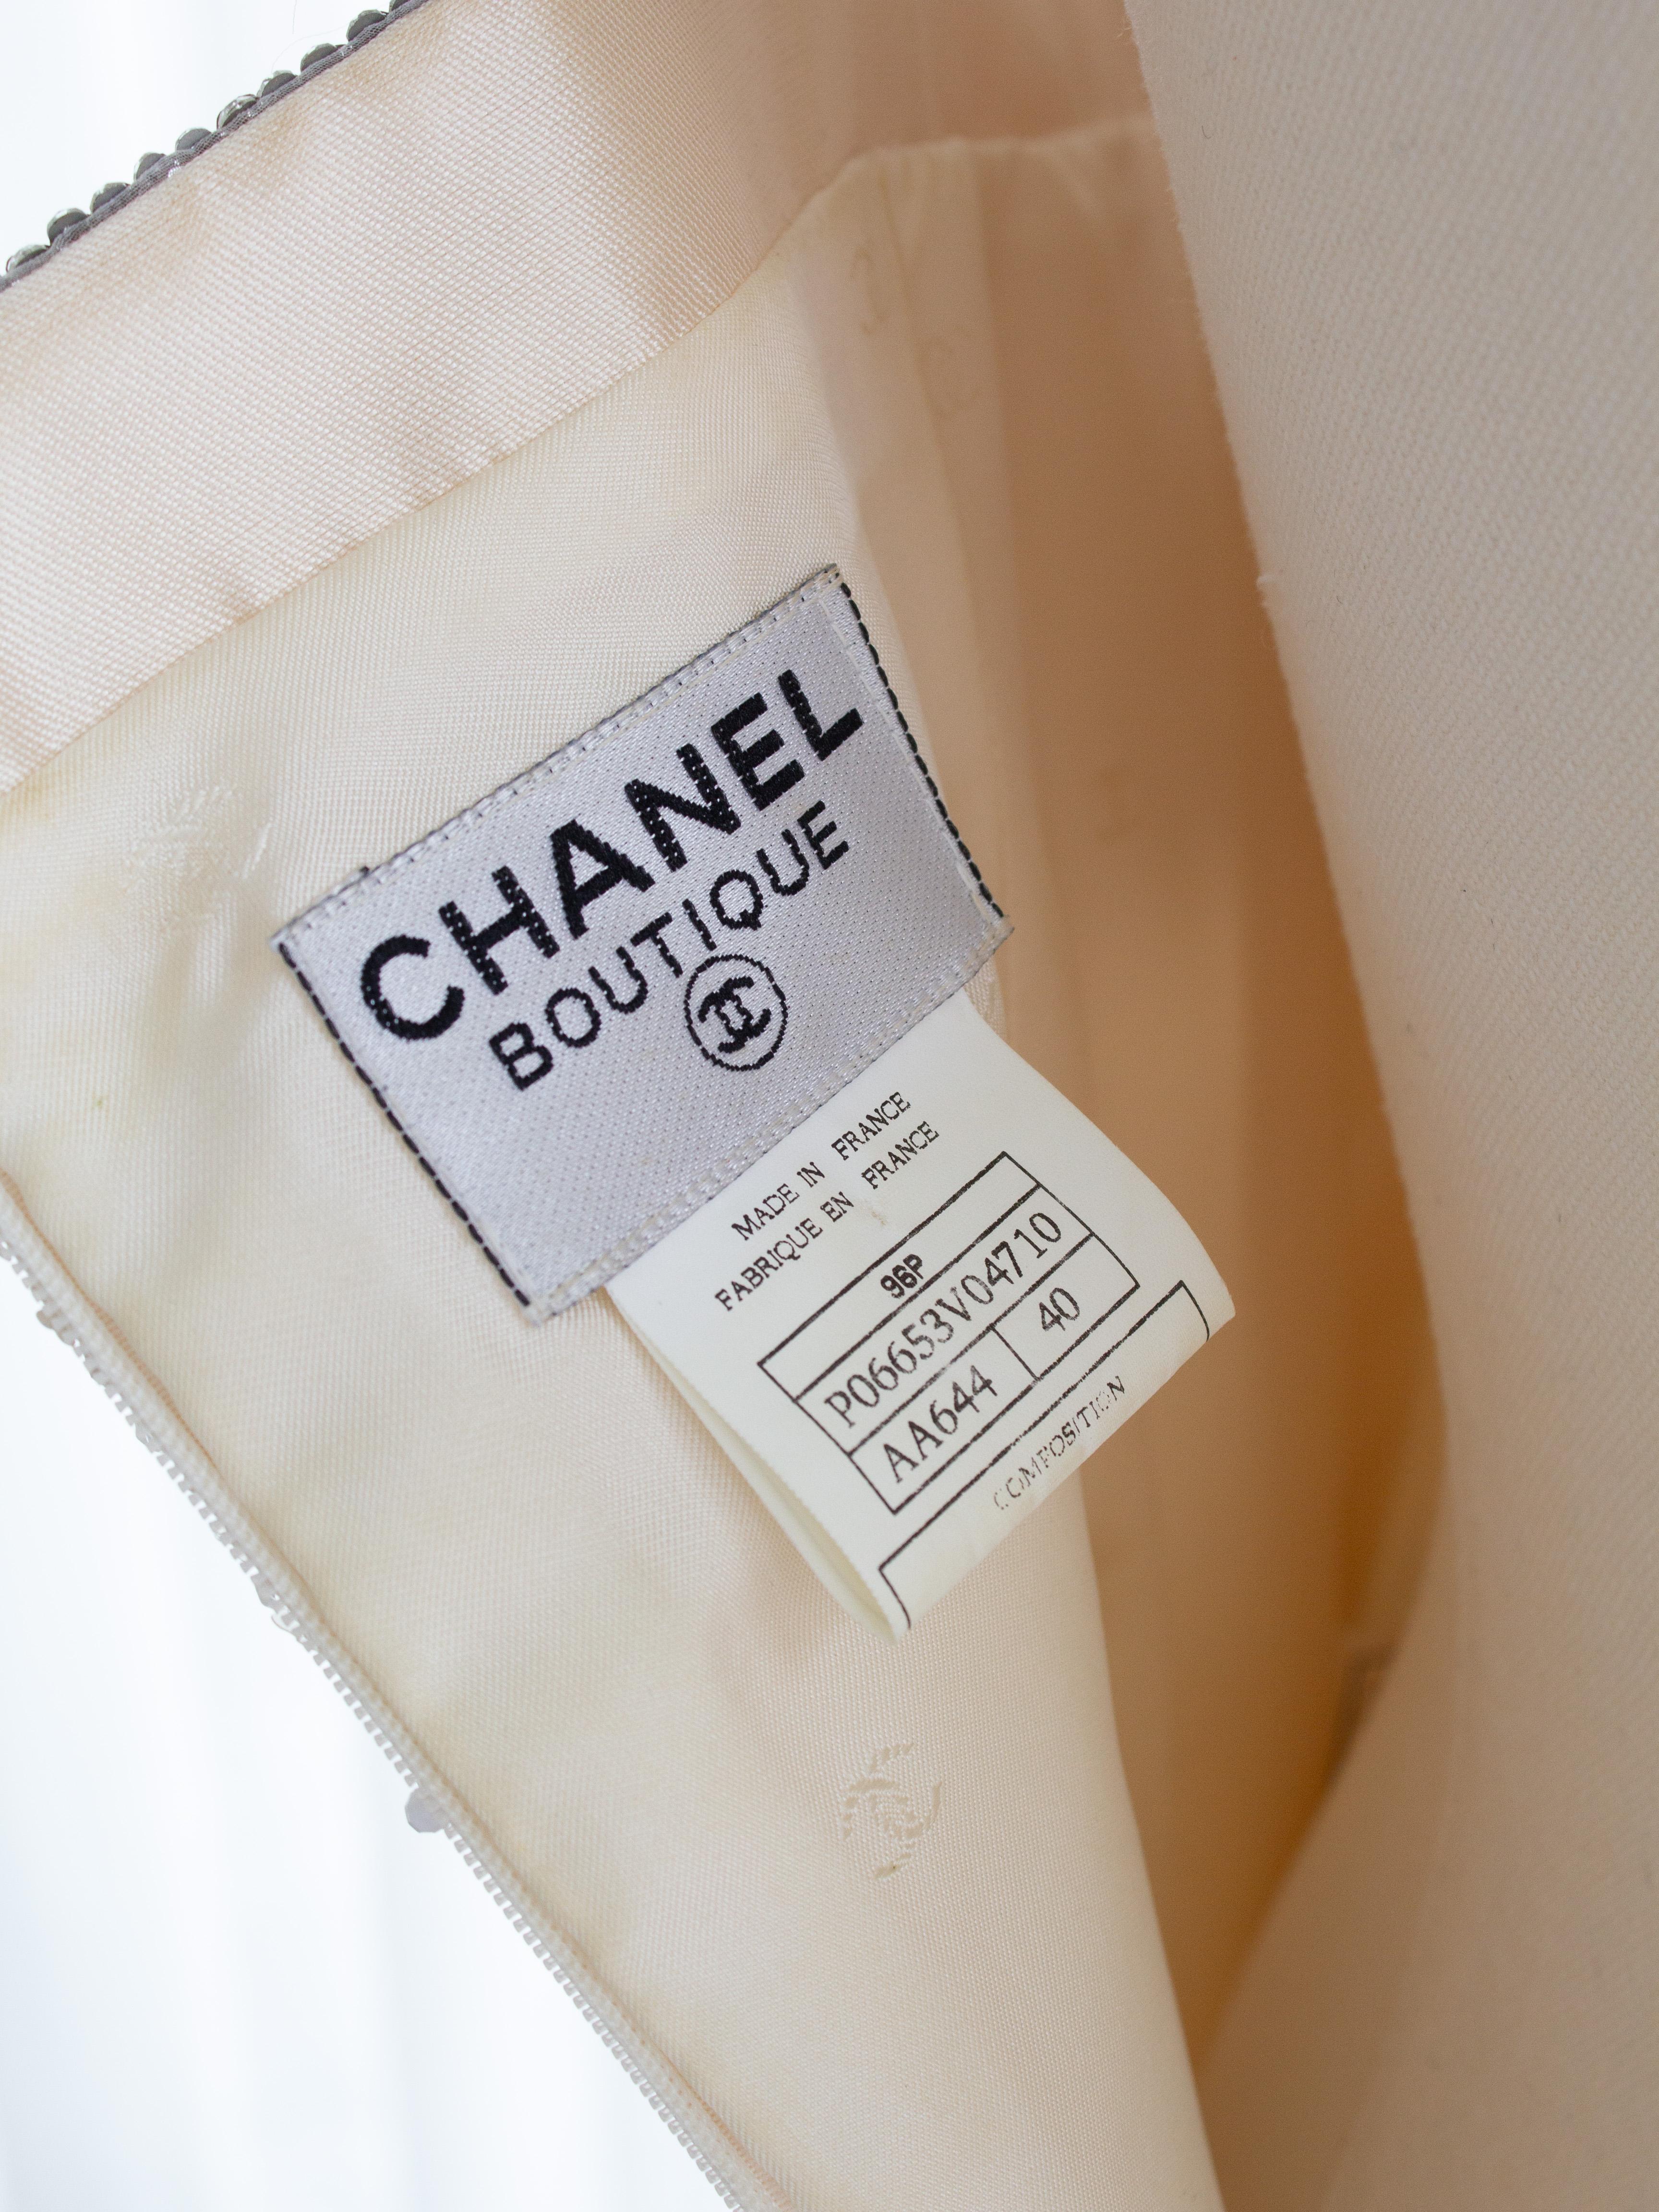 CHANEL
BOUTIQUE
MADE IN FRANCE
FABRIQUE EN FRANCE
96P
P06653V04710
AA644 40
COMPOSITION